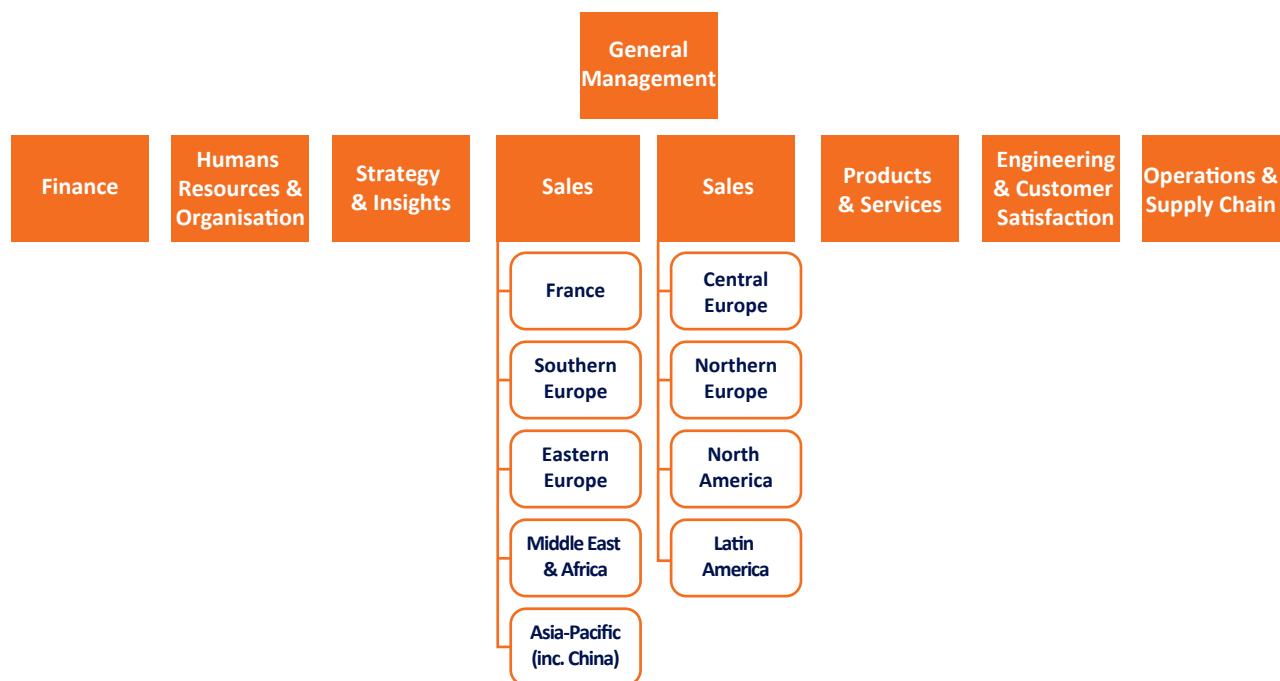 General
Management
Finance
Humans
Resources &
Organisation
Strategy
& Insights
Sales
Sales
Products
& Services
Engineering
& Customer
Satisfaction
Operations &
Supply Chain
France
Southern
Europe
Eastern
Europe
Middle East
& Africa
Asia-Pacific
(inc. China)
Central
Europe
Northern
Europe
North
America
Latin
America